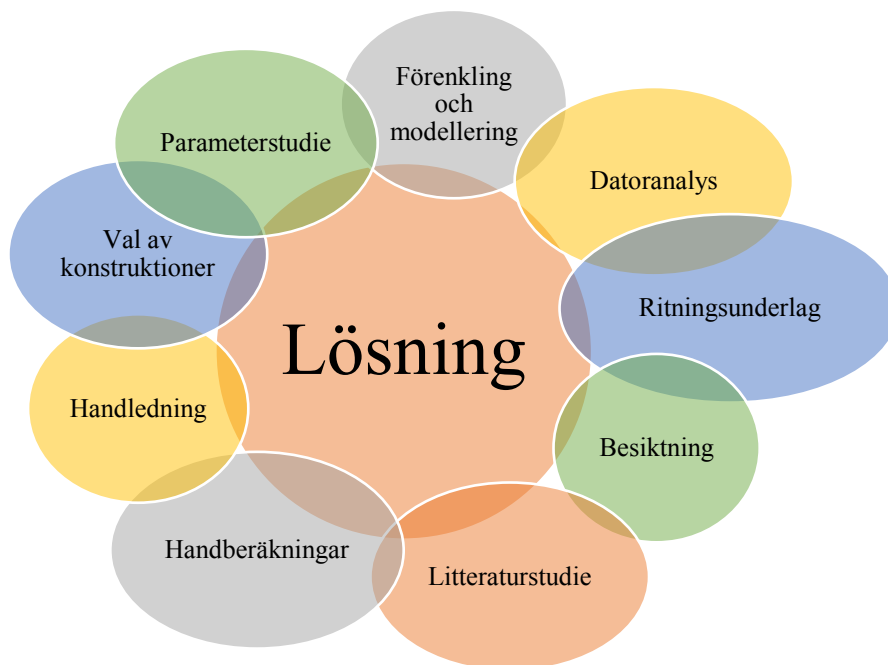 Förenkling
och
modellering
Parameterstudie
Datoranalys
Val av
konstruktioner
Ritningsunderlag
Lösning
Handledning
Besiktning
Handberäkningar
Litteraturstudie